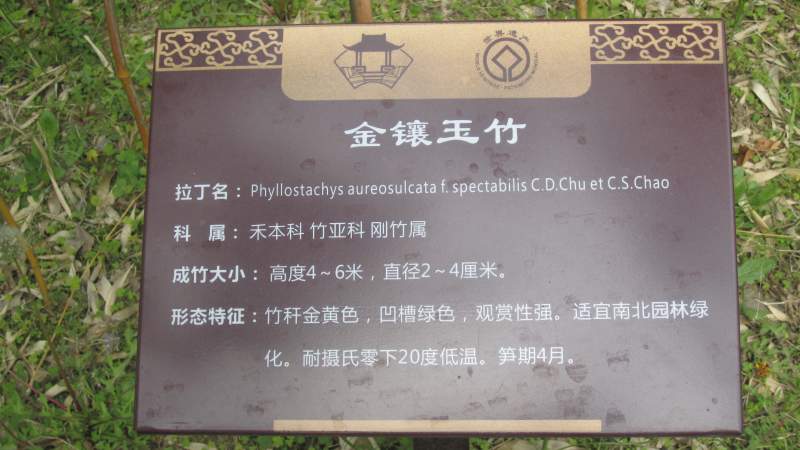 世界遗产
金镶玉竹
拉丁名：Phyllostachys aureosulcata f. spectabilis C.D.Chu et C.S.Chao
科 属：禾本科 竹亚科 刚竹属
成竹大小：高度4～6米，直径2～4厘米。
形态特征：竹秆金黄色，凹槽绿色，观赏性强。适宜南北园林绿
化。耐摄氏零下20度低温。笋期4月。